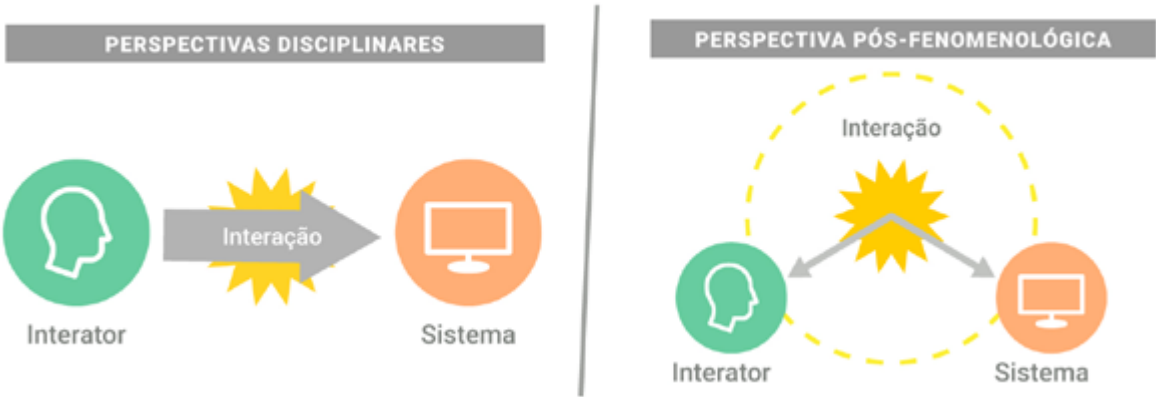 PERSPECTIVAS DISCIPLINARES
Interação
Interator
Sistema
PERSPECTIVA PÓS-FENOMENOLÓGICA
Interação
Interator
Sistema